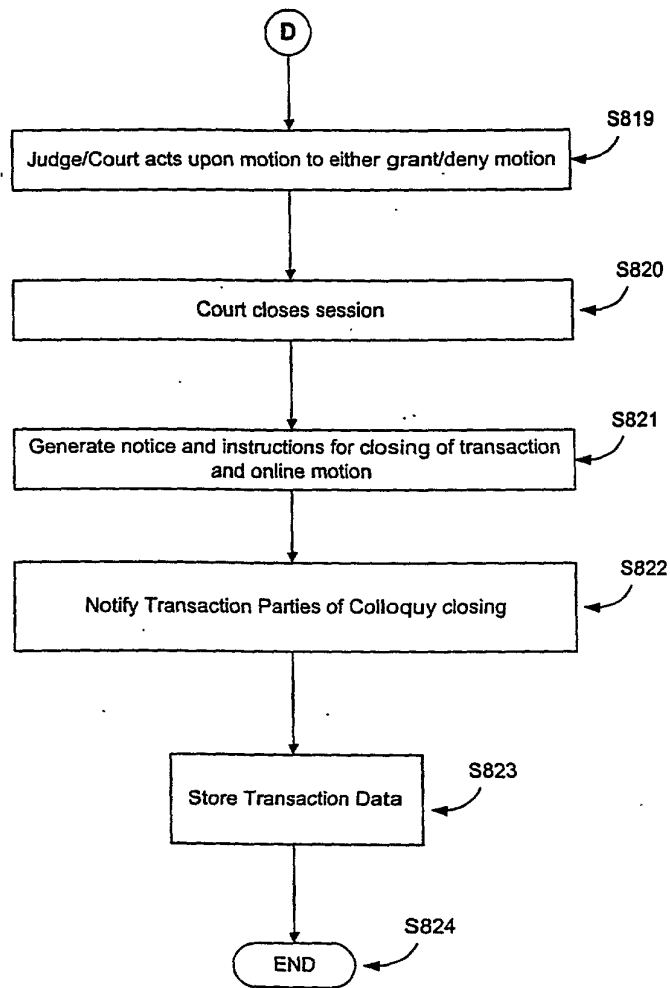 D
S819
Judge/Court acts upon motion to either grant/deny motion
S820
Court closes session
S821
Generate notice and instructions for closing of transaction
and online motion
S822
Notify Transaction Parties of Colloquy closing
S823
Store Transaction Data
S824
END